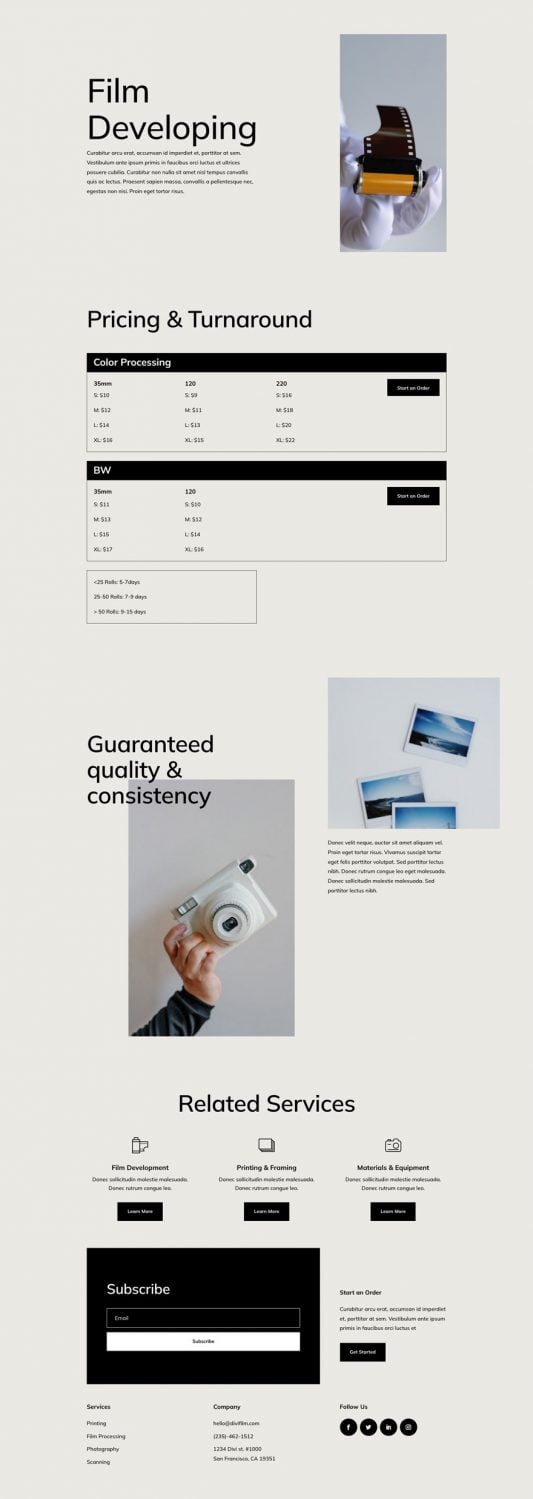 Film
Developing
Curabitur arcu erat, accumsan id imperdiet et, porttitor at sem.
Vestibulum ante ipsum primis in faucibus orci luctus et ultrices
posuere cubilia. Curabitur non nulla sit amet nisl tempus convallis
quis ac lectus. Praesent sapien massa, convallis a pellentesque nec,
egestas non nisi. Proin eget tortor risus.
Pricing & Turnaround
Color Processing
35mm 120 220
Start an Order
S: $10 S: $9 S: $16
M: $12 M: $11 M: $18
L: $14 L: $13 L: $20
XL: $16 XL: $15 XL: $22
BW
35mm 120
Start an Order
S: $11 S: $10
M: $13 M: $12
L: $15 L: $14
XL: $17 XL: $16
<25 Rolls: 5-7days
25-50 Rolls: 7-9 days
> 50 Rolls: 9-15 days
Guaranteed
quality &
consistency
Donec velit neque, auctor sit amet aliquam vel.
Proin eget tortor risus. Vivamus suscipit tortor
eget felis porttitor volutpat. Sed porttitor lectus
nibh. Donec rutrum congue leo eget malesuada.
Donec sollicitudin molestie malesuada. Sed
porttitor lectus nibh.
Related Services
Film Development
Donec sollicitudin molestie malesuada.
Donec rutrum congue leo.
Learn More
Printing & Framing
Donec sollicitudin molestie malesuada.
Donec rutrum congue leo.
Learn More
Materials & Equipment
Donec sollicitudin molestie malesuada.
Donec rutrum congue leo.
Learn More
Subscribe
Email
Subscribe
Start an Order
Curabitur arcu erat, accumsan id imperdiet
et, porttitor at sem. Vestibulum ante ipsum
primis in faucibus orci luctus et
Get Started
Services
Printing
Film Processing
Photography
Scanning
Company
hello@divifilm.com
(235)-462-1512
1234 Divi st. #1000
San Francisco, CA 19351
Follow Us